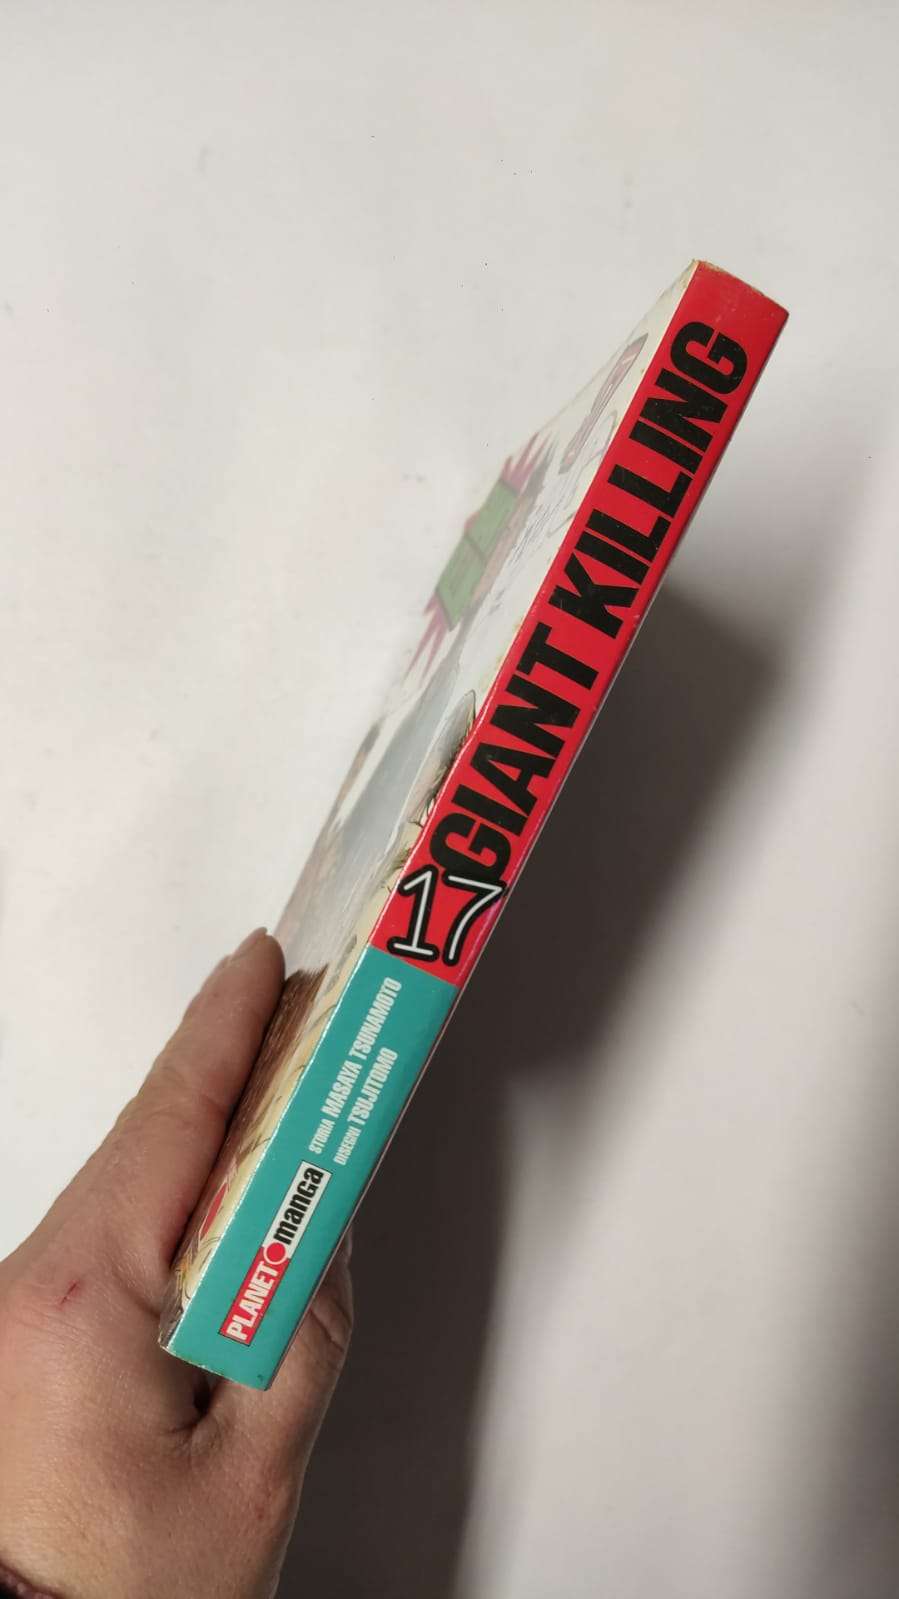 GIANT KILLING
17
STORIA MASAYA TSUNAMOTO
DISEGNI TSUJITOMO
PLANET manga